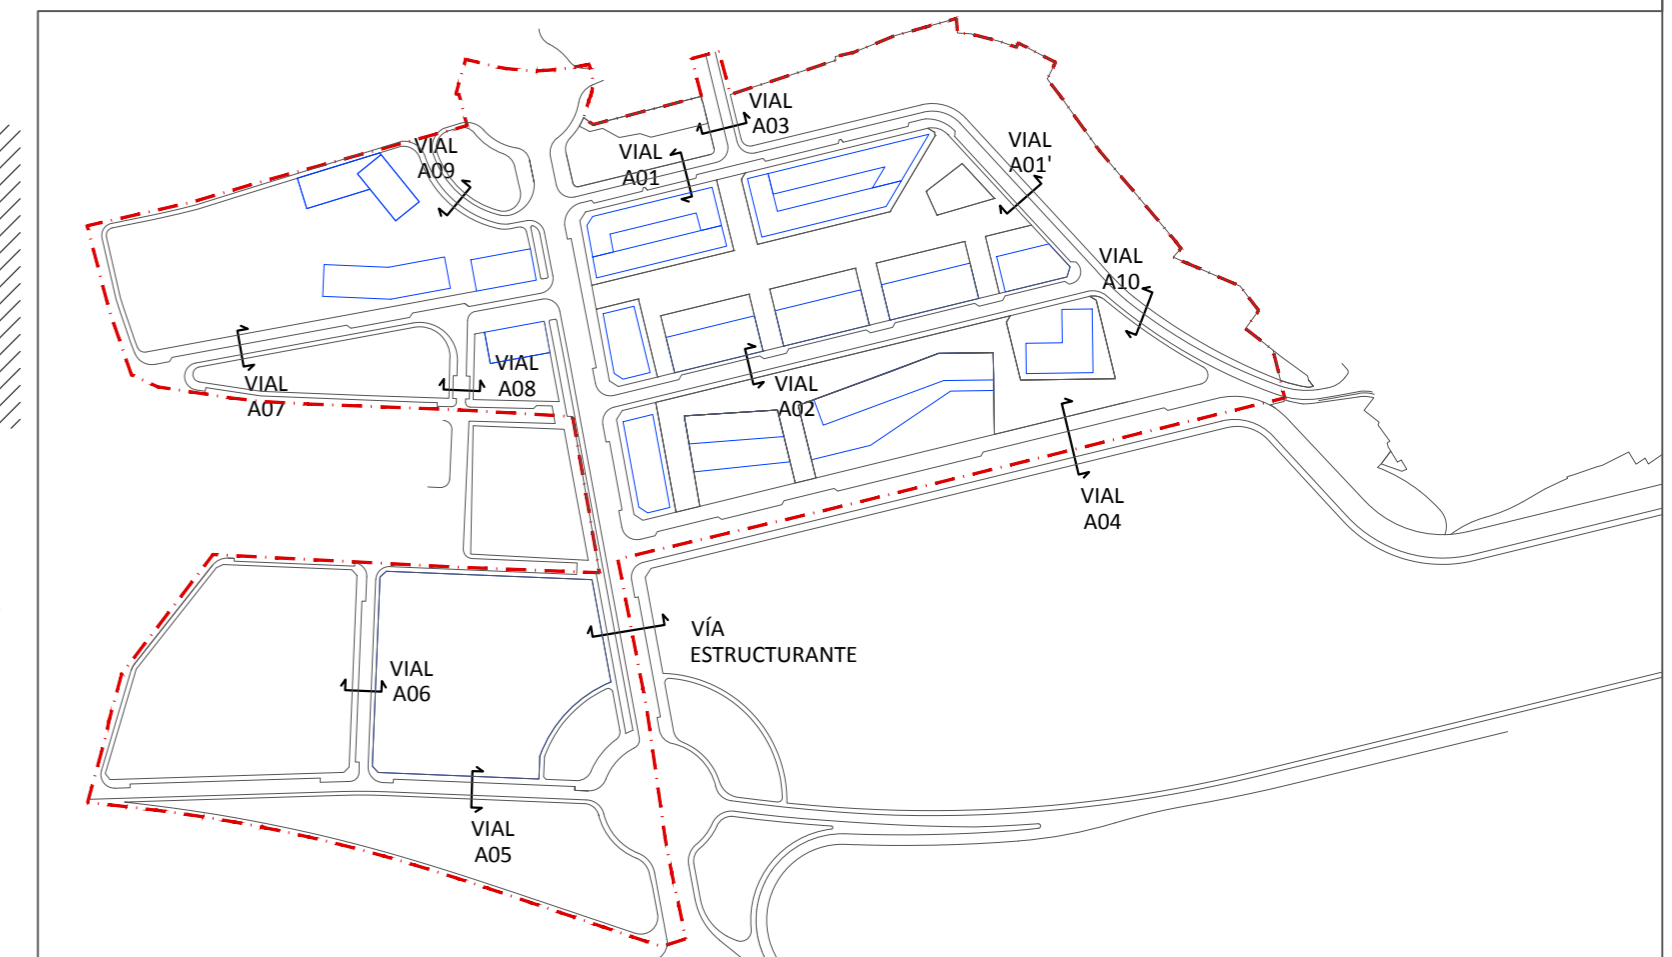 VIAL
A03
VIAL
A09
VIAL
A01
VIAL
A01'
VIAL
A10
VIAL
A08
VIAL
A07
VIAL
A02
VIAL
A04
VÍA
ESTRUCTURANTE
VIAL
A06
VIAL
A05